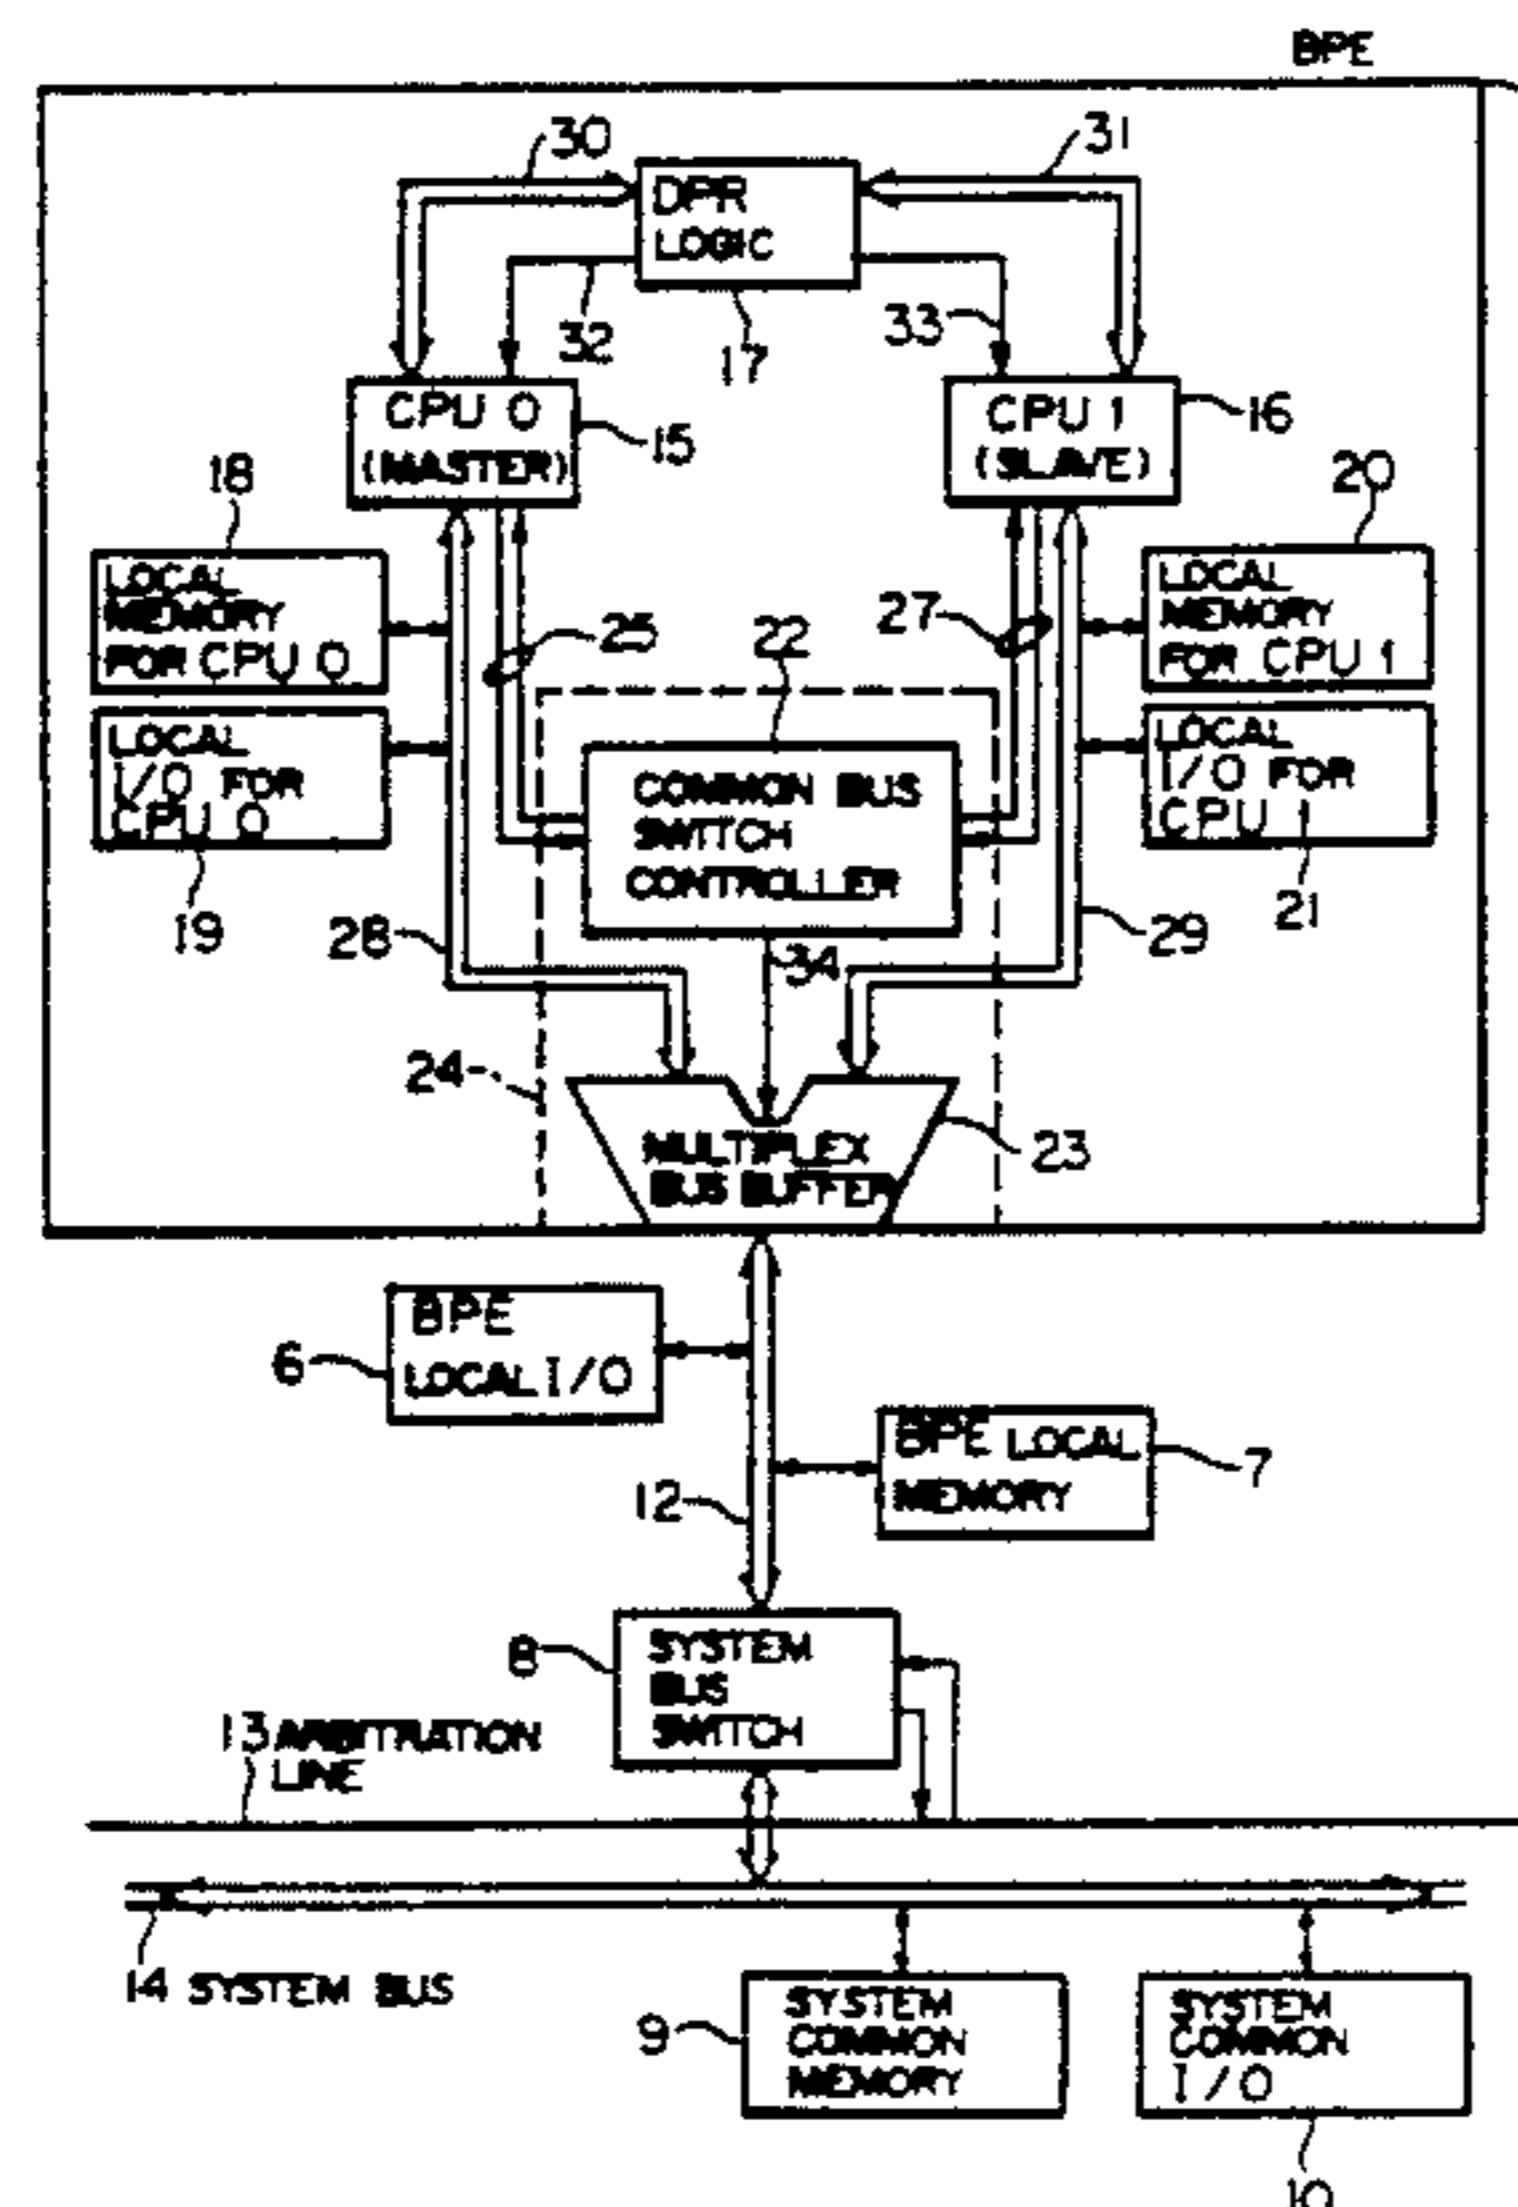 BPE
30
31
DPR
LOGIC
32
33
17
CPU 0
(MASTER)
15
CPU 1
(SLAVE)
16
18
20
LOCAL
MEMORY
FOR CPU 0
LOCAL
MEMORY
FOR CPU 1
25
27
22
LOCAL
I/O FOR
CPU 0
COMMON BUS
SWITCH
CONTROLLER
LOCAL
I/O FOR
CPU
19
28
34
29
21
24
MULTIPLEX
BUS BUFFER
23
BPE
LOCAL I/O
6
BPE LOCAL
MEMORY
7
12
8
SYSTEM
BUS
SWITCH
13 ARBITRATION
LINE
14 SYSTEM BUS
9
SYSTEM
COMMON
MEMORY
SYSTEM
COMMON
I/O
10